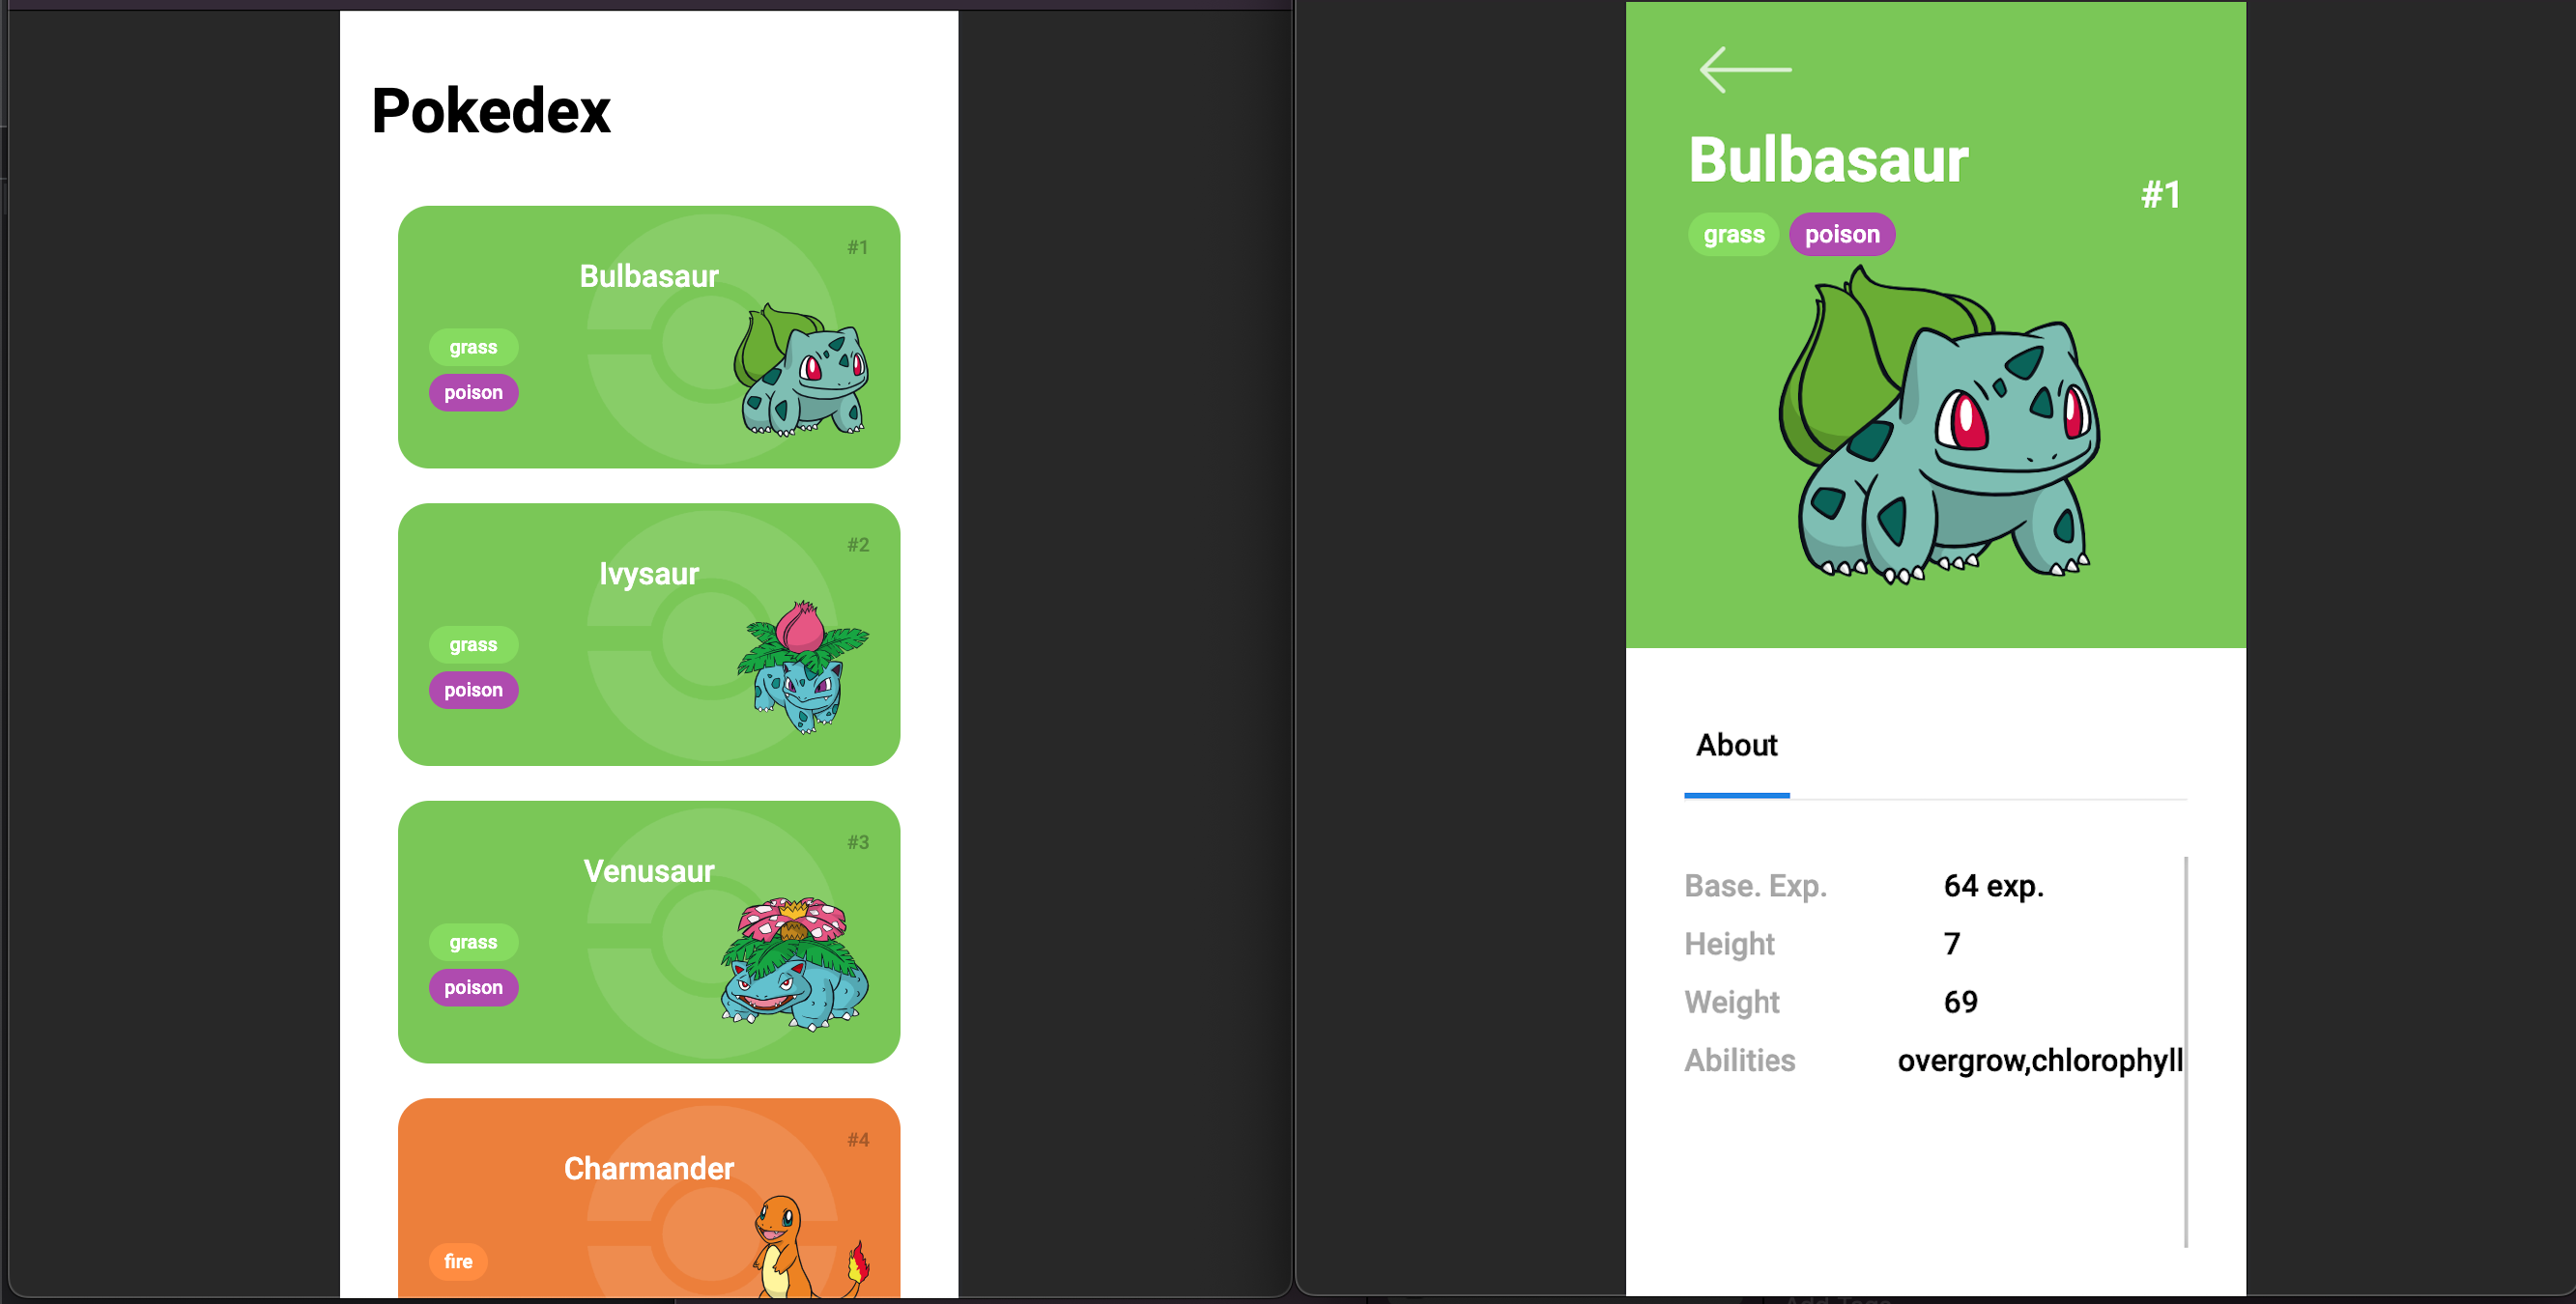 Pokedex
#1
Bulbasaur
grass
poison
#2
Ivysaur
grass
poison
#3
Venusaur
grass
poison
#4
Charmander
fire
Bulbasaur
#1
grass poison
About
Base. Exp. 64 exp.
Height 7
Weight 69
Abilities overgrow,chlorophyll